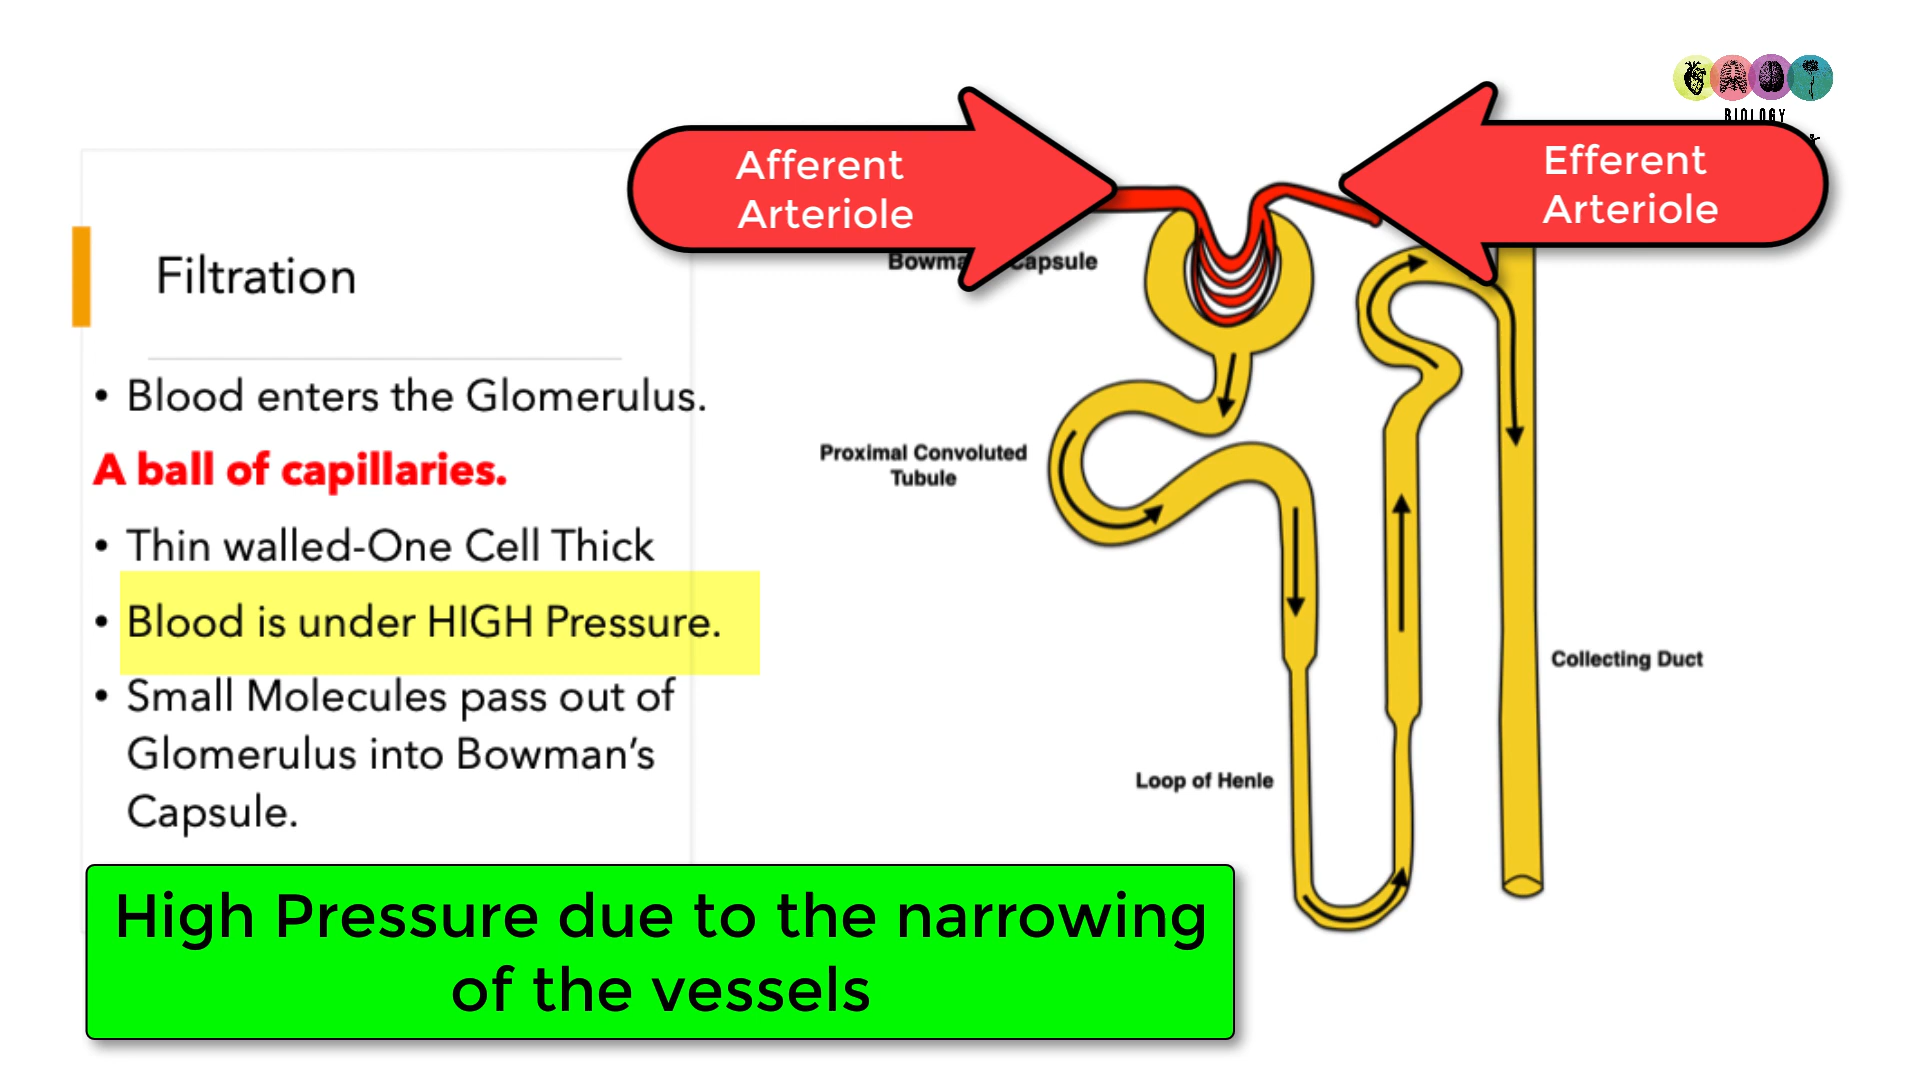 BIOLOGY
Afferent
Arteriole
Efferent
Arteriole
Filtration
• Blood enters the Glomerulus.
A ball of capillaries.
• Thin walled-One Cell Thick
• Blood is under HIGH Pressure.
• Small Molecules pass out of
Glomerulus into Bowman's
Capsule.
Capsule
Proximal Convoluted
Tubule
Loop of Henle
Collecting Duct
High Pressure due to the narrowing
of the vessels